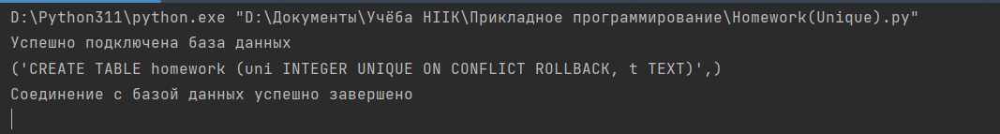 D:\Python311\python.exe "D:\Документы\Учёба НIIК\Прикладное программирование\Homework(Unique).py"
Успешно подключена база данных
('CREATE TABLE homework (uni INTEGER UNIQUE ON CONFLICT ROLLBACK, t TEXT)',)
Соединение с базой данных успешно завершено